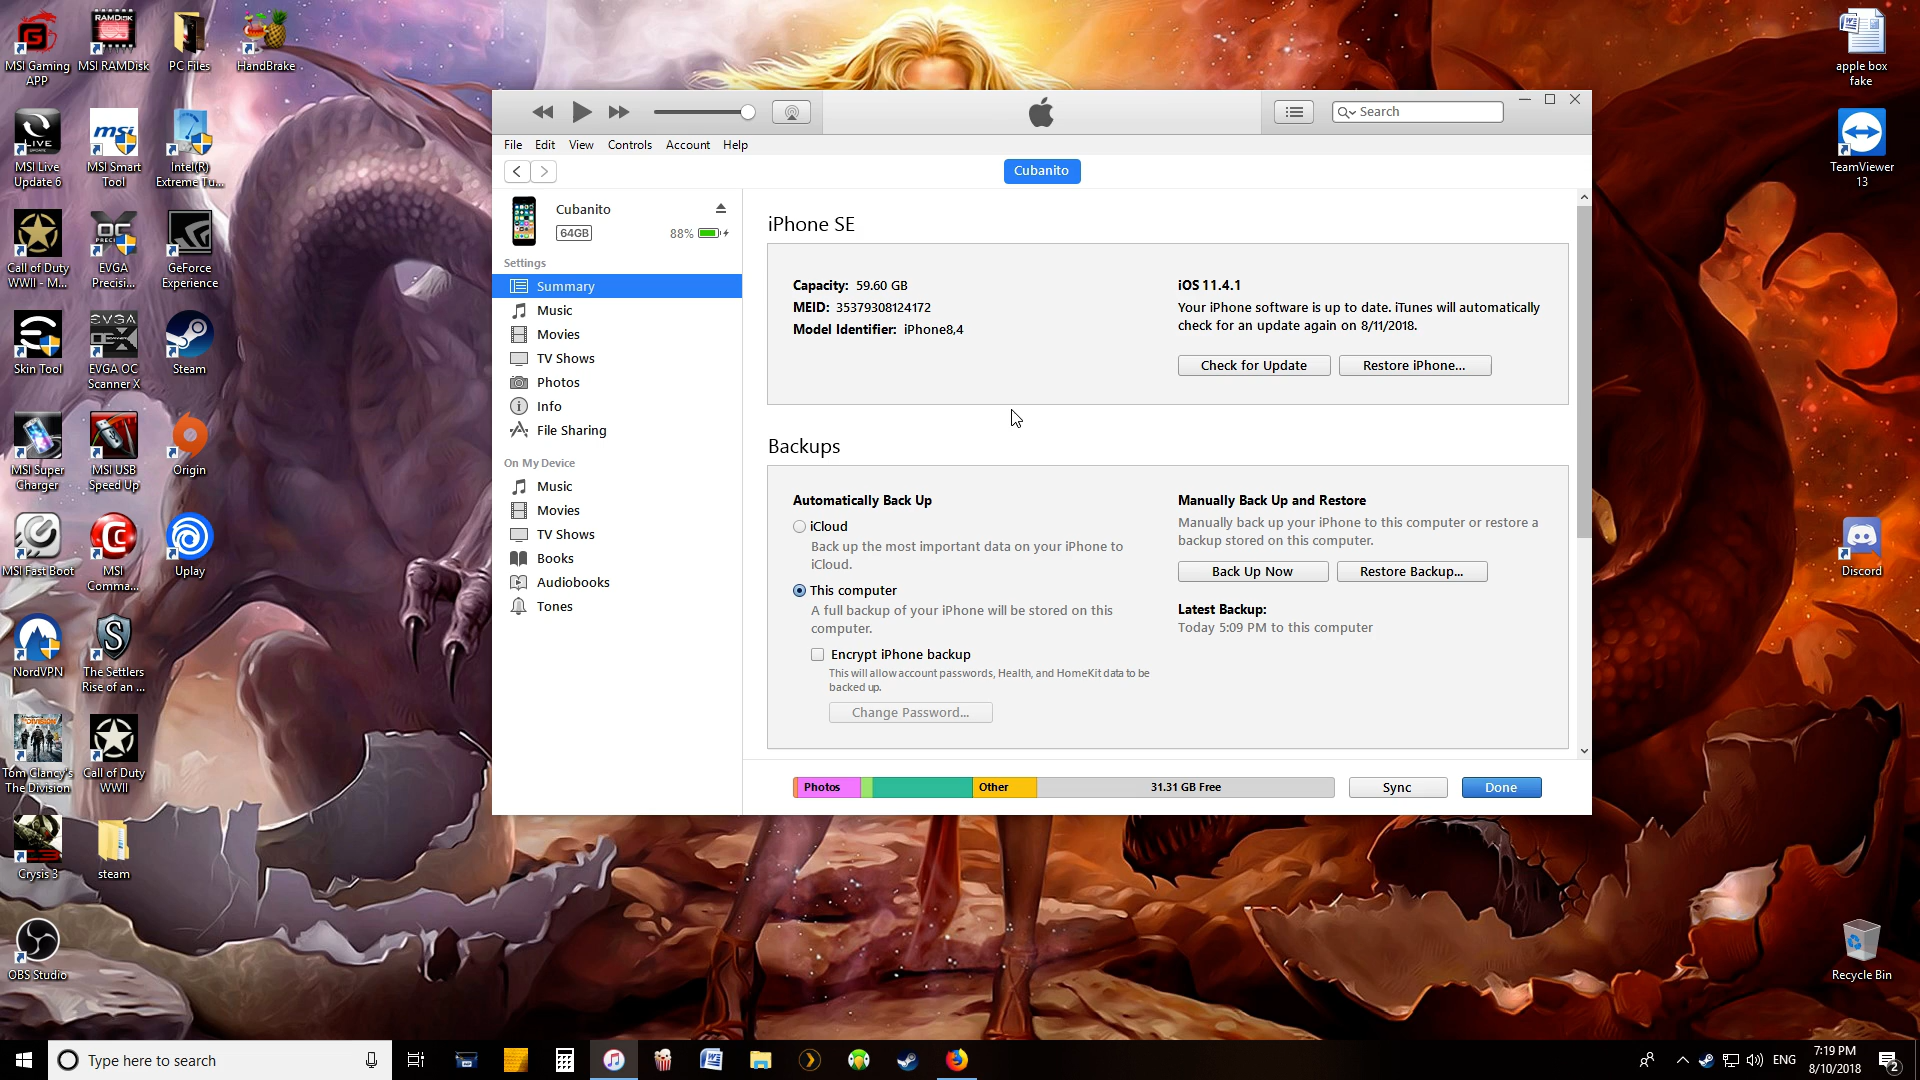 MSI Gaming
APP
MSI RAMDisk
PC Files
HandBrake
MSI Live
Update 6
MSI Smart
Tool
Intel(R)
Extreme Tu...
Call of Duty
WWII - M...
EVGA
Precisi...
GeForce
Experience
Skin Tool
EVGA OC
Scanner X
Steam
MSI Super
Charger
MSI USB
Speed Up
Origin
MSI Fast Boot
MSI
Comma...
Uplay
NordVPN
The Settlers
Rise of an ...
Tom Clancy's
The Division
Call of Duty
WWII
Crysis 3
steam
OBS Studio
Search
File Edit View Controls Account Help
Cubanito
Cubanito
64GB
88%
Settings
Summary
Music
Movies
TV Shows
Photos
Info
File Sharing
On My Device
Music
Movies
TV Shows
Books
Audiobooks
Tones
iPhone SE
Capacity: 59.60 GB
MEID: 35379308124172
Model Identifier: iPhone8,4
iOS 11.4.1
Your iPhone software is up to date. iTunes will automatically
check for an update again on 8/11/2018.
Check for Update
Restore iPhone...
Backups
Automatically Back Up
iCloud
Back up the most important data on your iPhone to
iCloud.
This computer
A full backup of your iPhone will be stored on this
computer.
Encrypt iPhone backup
This will allow account passwords, Health, and HomeKit data to be
backed up.
Change Password...
Manually Back Up and Restore
Manually back up your iPhone to this computer or restore a
backup stored on this computer.
Back Up Now
Restore Backup...
Latest Backup:
Today 5:09 PM to this computer
Photos
Other
31.31 GB Free
Sync
Done
apple box
fake
TeamViewer
13
Discord
Recycle Bin
Type here to search
ENG
7:19 PM
8/10/2018
2